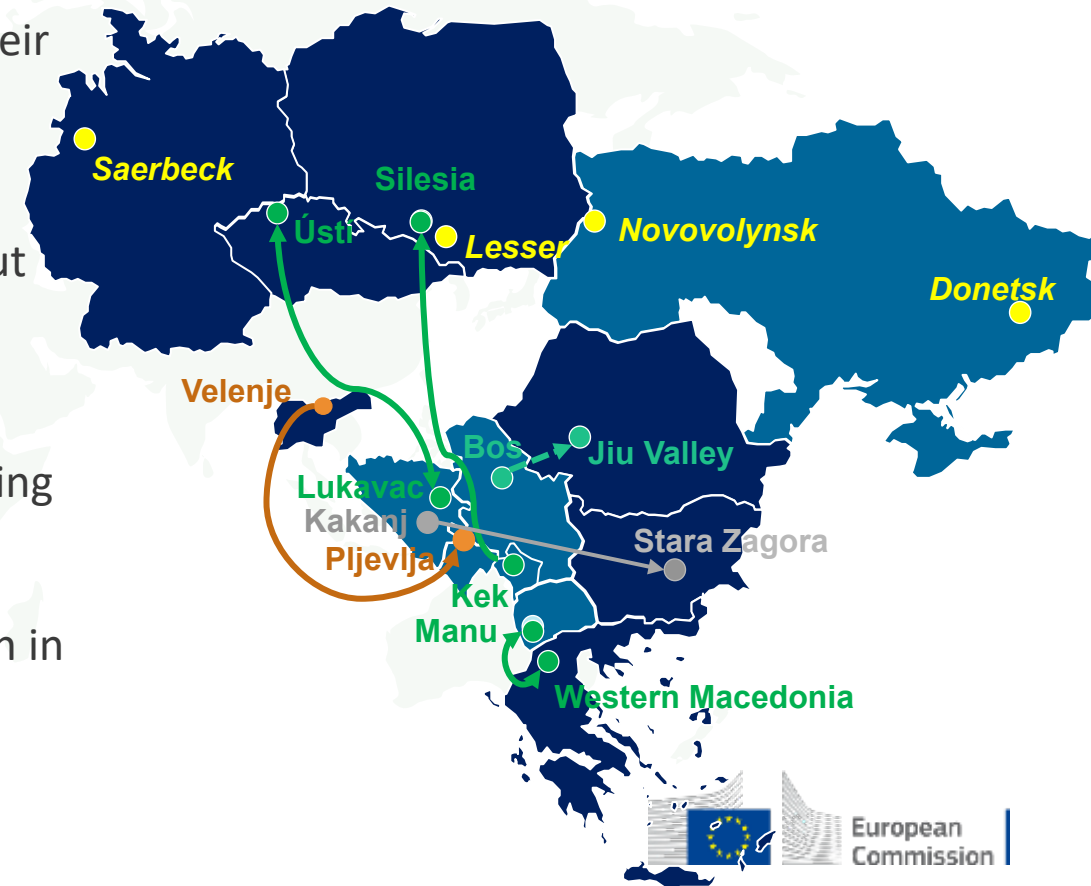 eir
ut
ing
n in
Saerbeck
Silesia
Ústí
Lesser
Novovolynsk
Donetsk
Velenje
Bos
Jiu Valley
Lukavac
Kakanj
Stara Zagora
Pljevlja
Kek
Manu
Western Macedonia
European
Commission